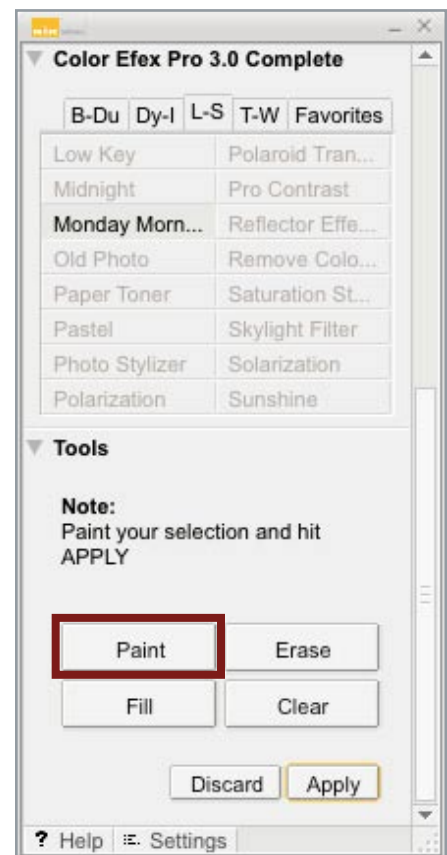 nik
Color Efex Pro 3.0 Complete
B-Du Dy-I L-S T-W Favorites
Low Key Polaroid Tran...
Midnight Pro Contrast
Monday Morn... Reflector Effe...
Old Photo Remove Colo...
Paper Toner Saturation St...
Pastel Skylight Filter
Photo Stylizer Solarization
Polarization Sunshine
Tools
Note:
Paint your selection and hit
APPLY
Paint Erase
Fill Clear
Discard Apply
? Help Settings